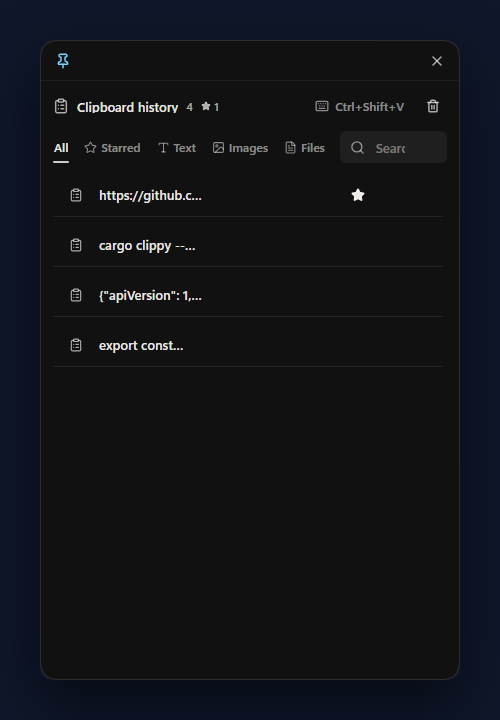 Clipboard history 4 1 Ctrl+Shift+V
All Starred Text Images Files Searc
https://github.c...
cargo clippy --...
{"apiVersion": 1,...
export const...